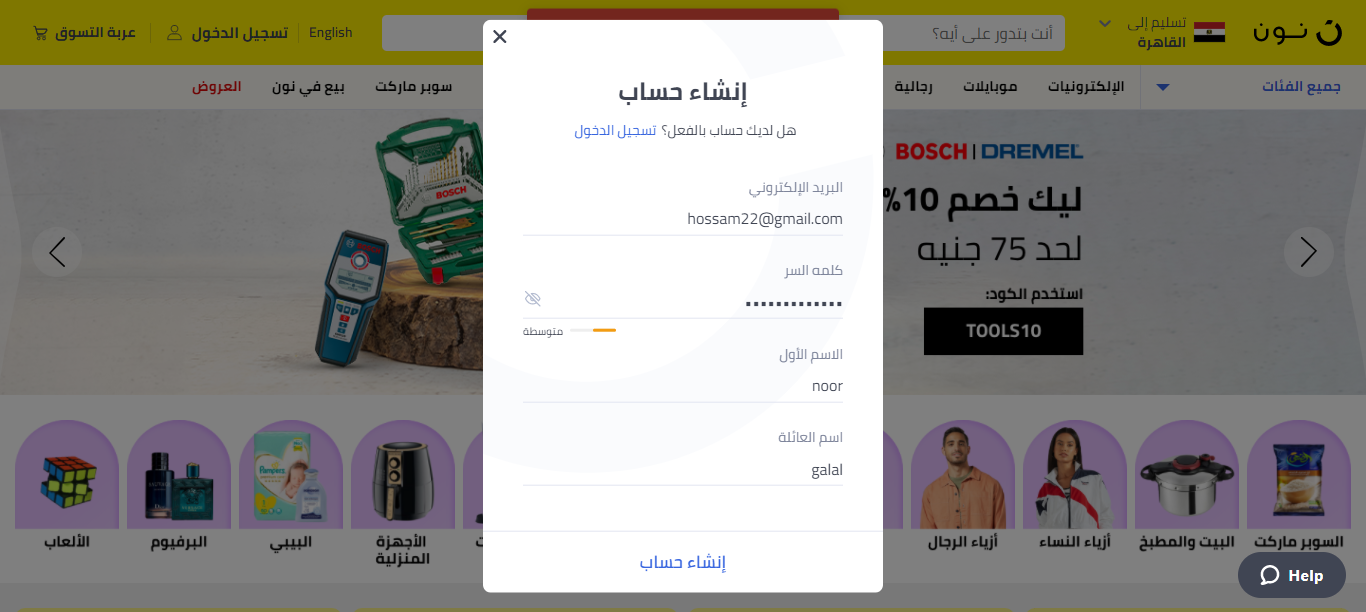 نـون
تسليم إلى
القاهرة
أنت بتدور على أيه؟
English
تسجيل الدخول
عربة التسوق
جميع الفئات
الإلكترونيات
موبايلات
رجالية
سوبر ماركت
بيع في نون
العروض
إنشاء حساب
هل لديك حساب بالفعل؟ تسجيل الدخول
البريد الإلكتروني
hossam22@gmail.com
كلمه السر
•••••••••••••
متوسطة
الاسم الأول
noor
اسم العائلة
galal
إنشاء حساب
BOSCH | DREMEL
ليك خصم 10%
لحد 75 جنيه
استخدم الكود:
TOOLS10
BOSCH
BOSCH
Pampers
السوبر ماركت
البيت والمطبخ
أزياء النساء
أزياء الرجال
الأجهزة
المنزلية
البيبي
البرفيوم
الألعاب
Help